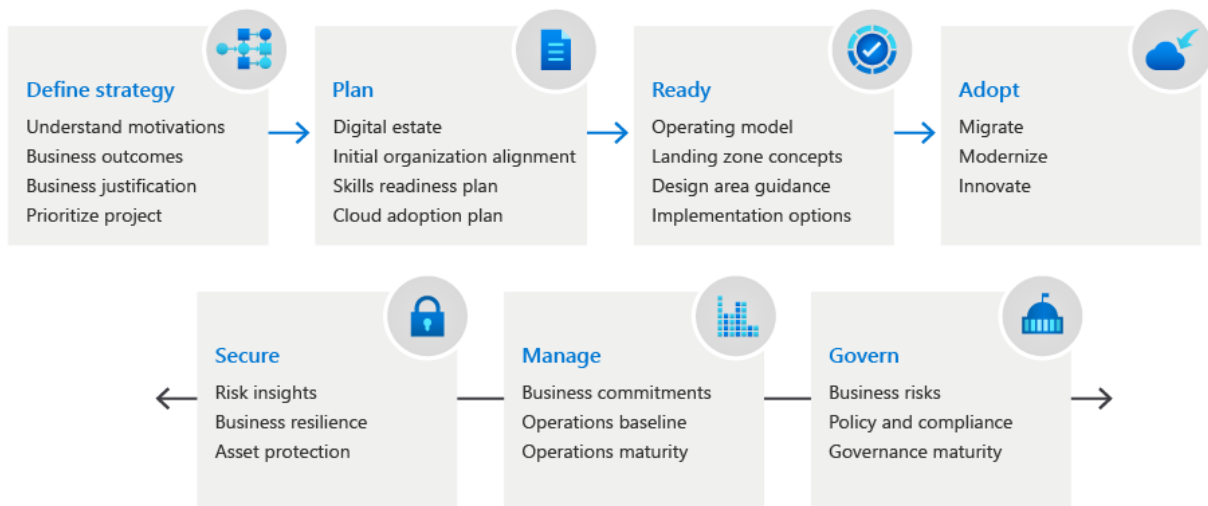 Define strategy
Understand motivations
Business outcomes
Business justification
Prioritize project
Plan
Digital estate
Initial organization alignment
Skills readiness plan
Cloud adoption plan
Ready
Operating model
Landing zone concepts
Design area guidance
Implementation options
Adopt
Migrate
Modernize
Innovate
Secure
Risk insights
Business resilience
Asset protection
Manage
Business commitments
Operations baseline
Operations maturity
Govern
Business risks
Policy and compliance
Governance maturity